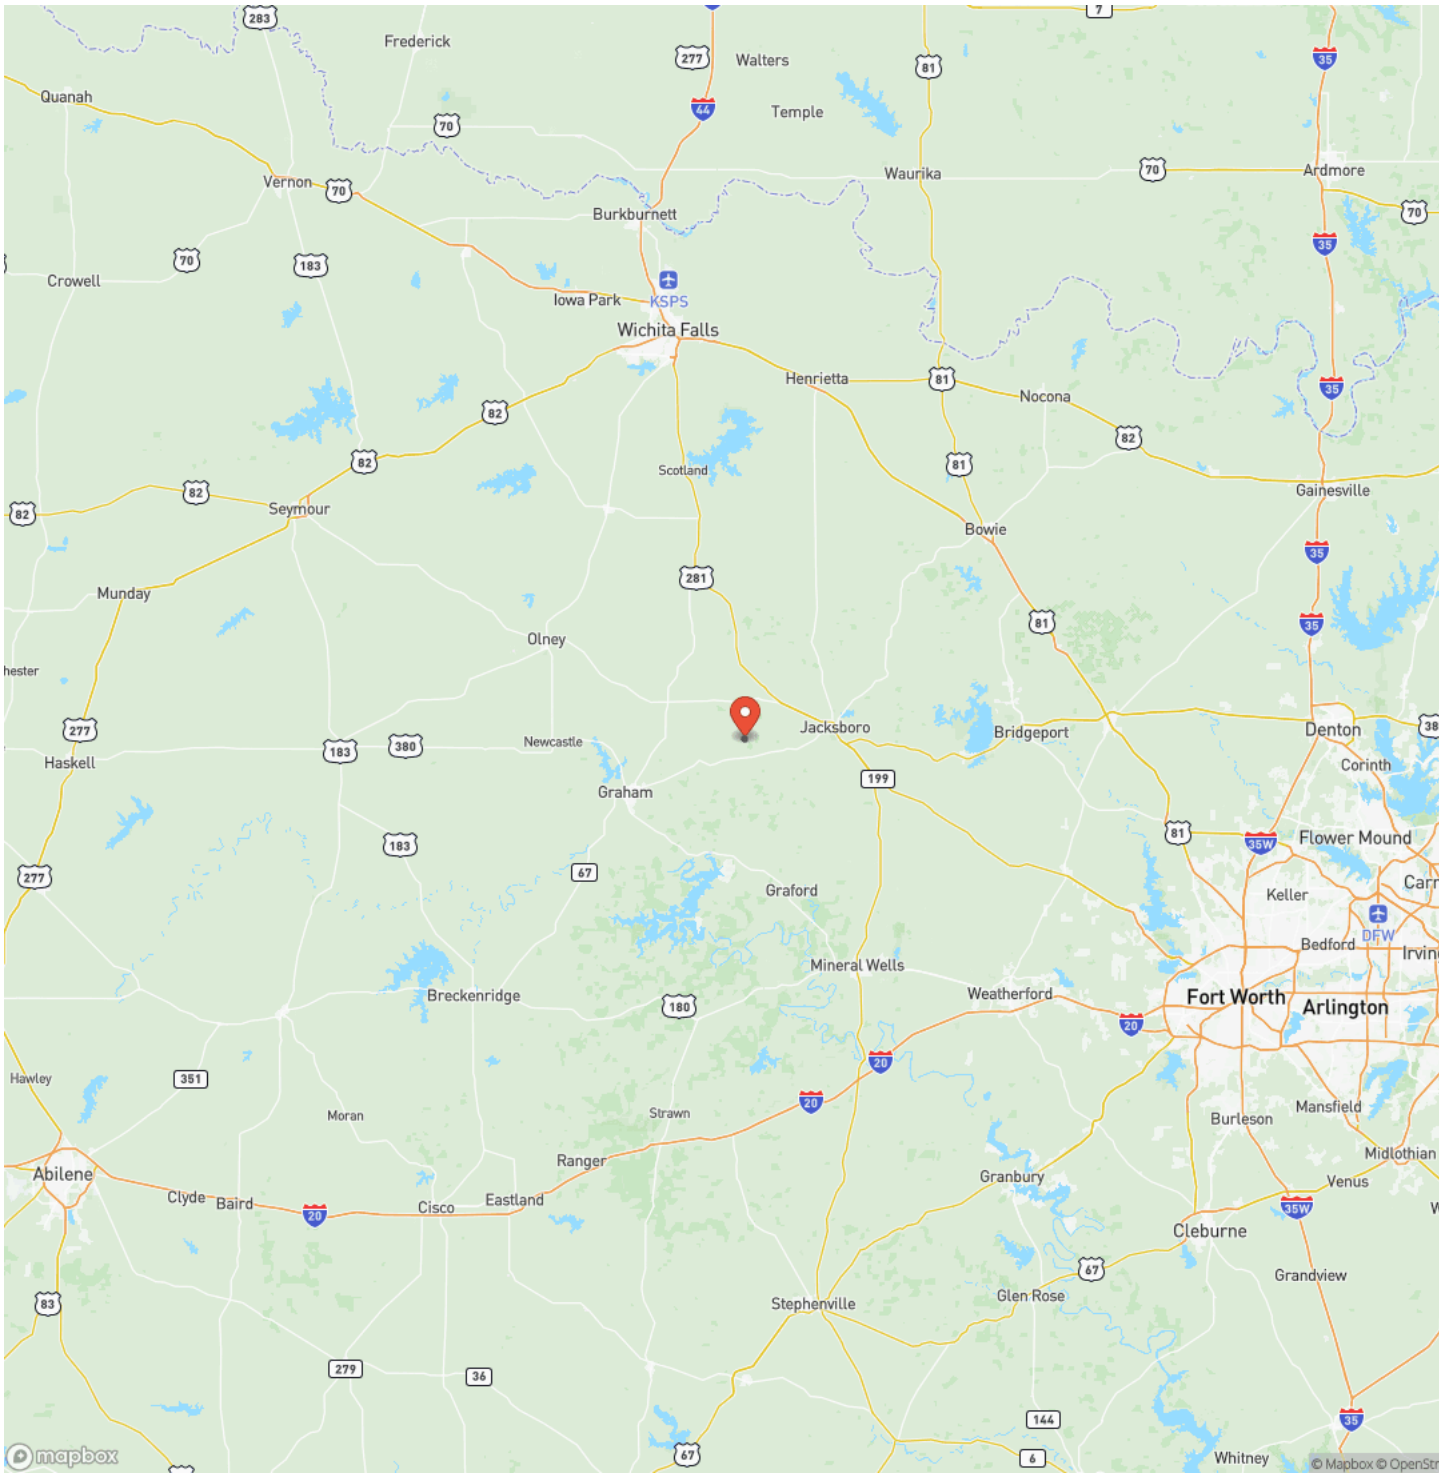 283
7
Frederick
277
Walters
81
35
Quanah
44
70
Temple
Vernon
70
Waurika
70
Ardmore
Burkburnett
70
70
183
35
Crowell
KSPS
Iowa Park
Wichita Falls
Henrietta
81
35
Nocona
82
82
82
81
Scotland
82
Gainesville
82
Seymour
Bowie
35
281
Munday
81
35
Olney
hester
277
Jacksboro
Bridgeport
Denton
38
183
380
Newcastle
Haskell
Corinth
199
Graham
81
Flower Mound
183
35W
67
277
Graford
Keller
Carr
DFW
Bedford
Irvin
Mineral Wells
Breckenridge
180
Weatherford
Fort Worth
Arlington
20
20
Hawley
351
20
Moran
Strawn
Mansfield
Burleson
Midlothian
Ranger
Abilene
Granbury
Venus
Clyde
Baird
Cisco
Eastland
20
35W
W
Cleburne
67
Grandview
83
Stephenville
Glen Rose
279
36
144
35
67
6
Whitney
mapbox
© Mapbox © OpenStr